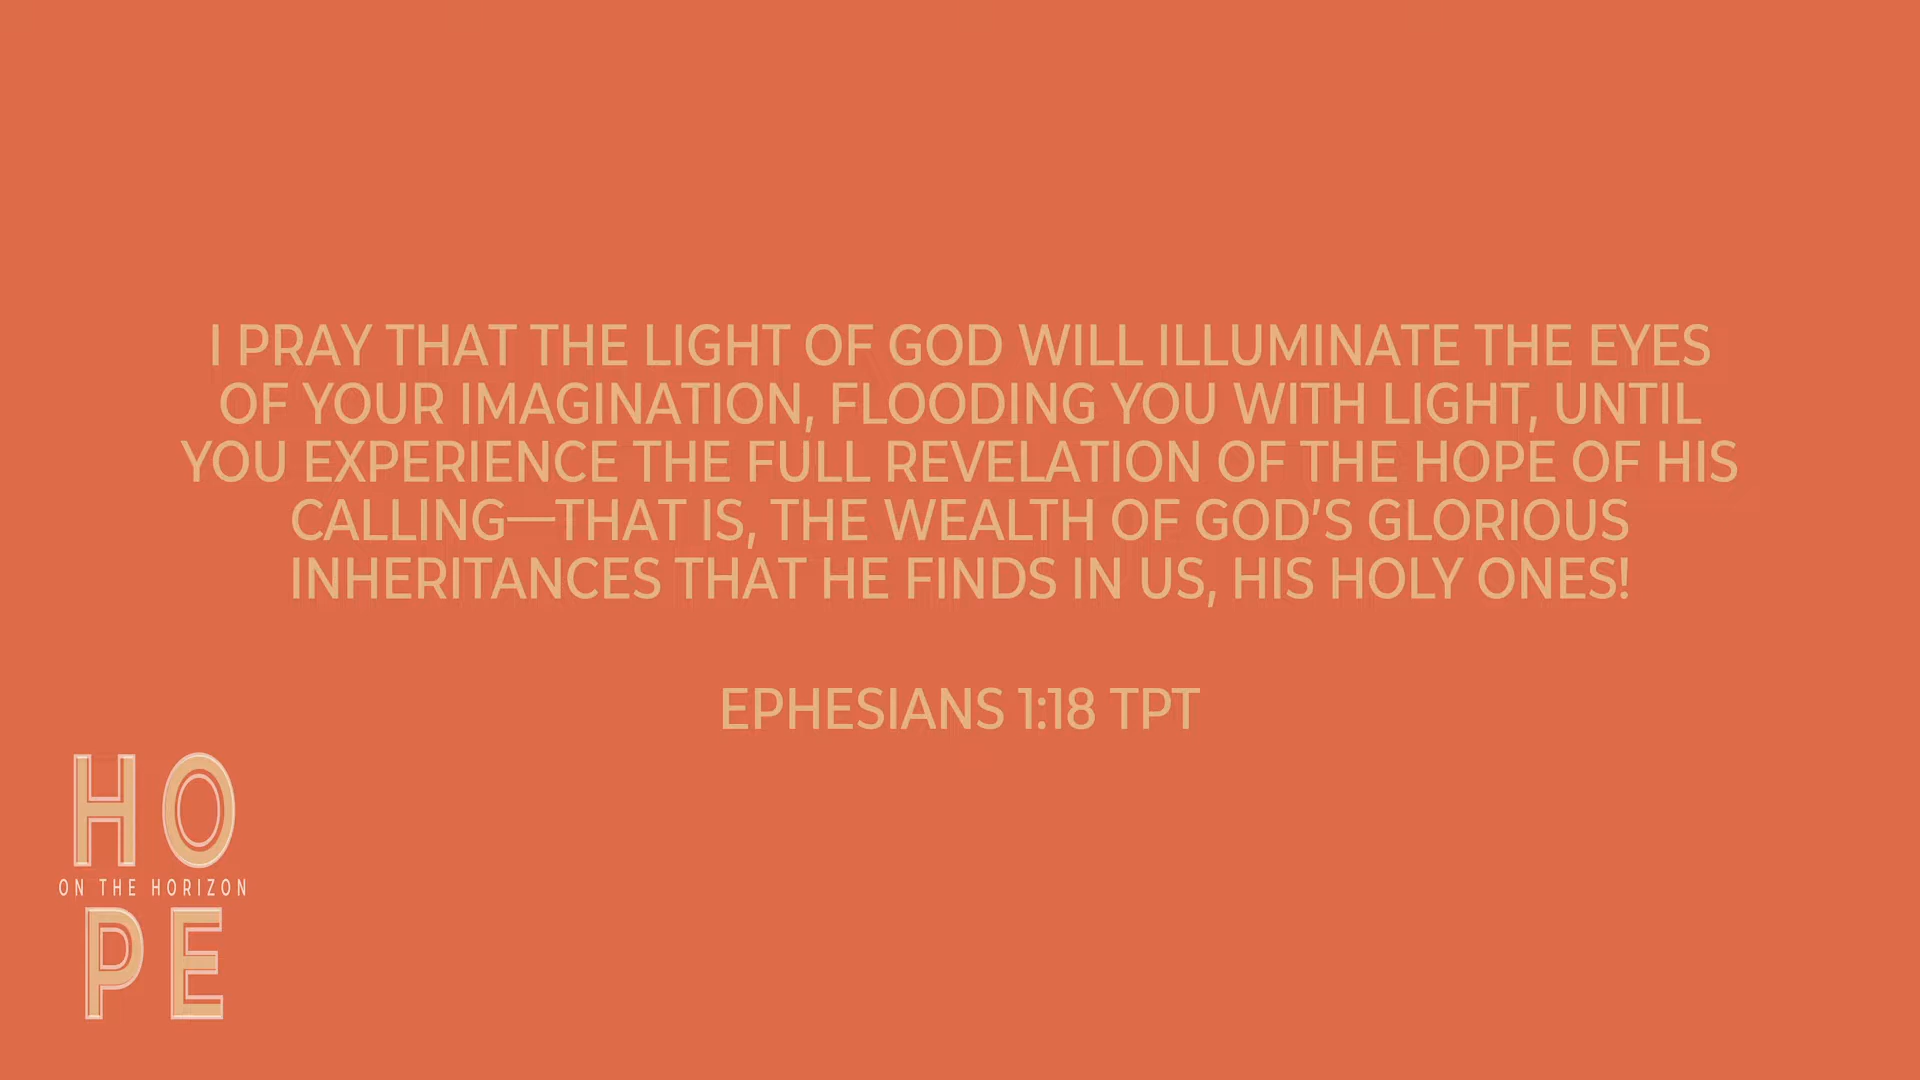 I PRAY THAT THE LIGHT OF GOD WILL ILLUMINATE THE EYES
OF YOUR IMAGINATION, FLOODING YOU WITH LIGHT, UNTIL
YOU EXPERIENCE THE FULL REVELATION OF THE HOPE OF HIS
CALLING—THAT IS, THE WEALTH OF GOD’S GLORIOUS
INHERITANCES THAT HE FINDS IN US, HIS HOLY ONES!
EPHESIANS 1:18 TPT
HO
ON THE HORIZON
PE